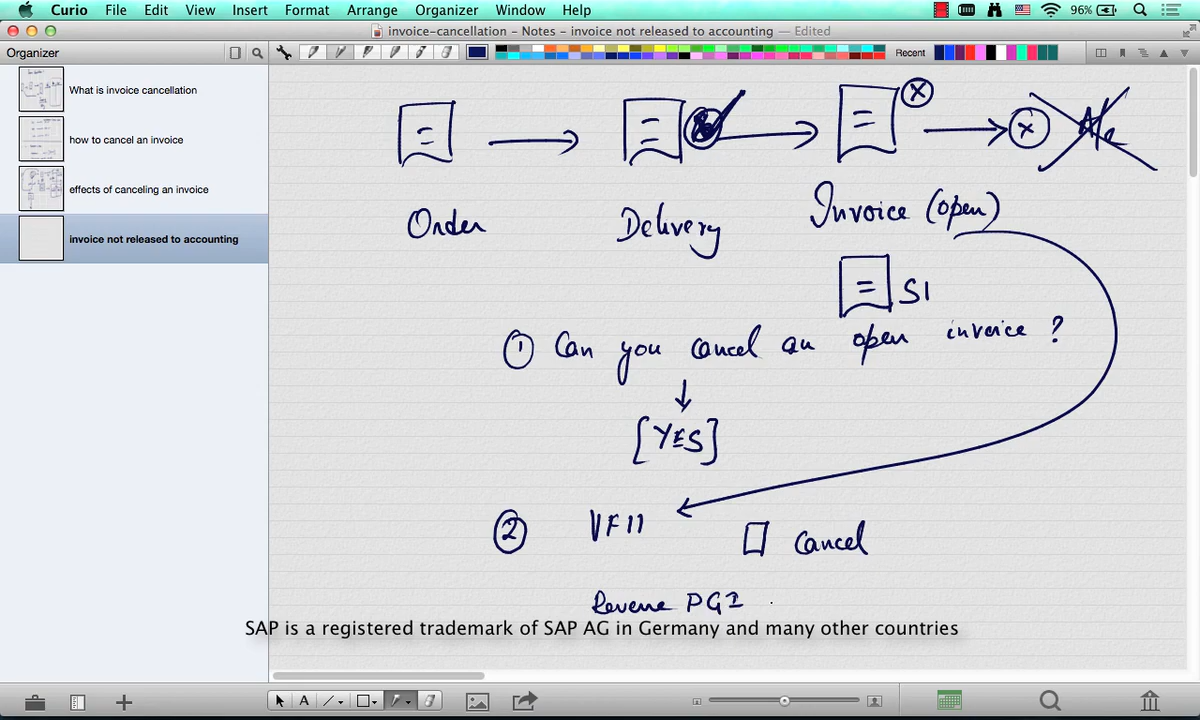 Curio File Edit View Insert Format Arrange Organizer Window Help 96%
invoice-cancellation – Notes – invoice not released to accounting — Edited
Organizer
Recent
What is invoice cancellation
how to cancel an invoice
effects of canceling an invoice
invoice not released to accounting
Order
Delivery
Invoice (open)
S1
1 Can you cancel an open invoice ?
[YES]
2 VF11
Cancel
Reverse PGI
SAP is a registered trademark of SAP AG in Germany and many other countries
A